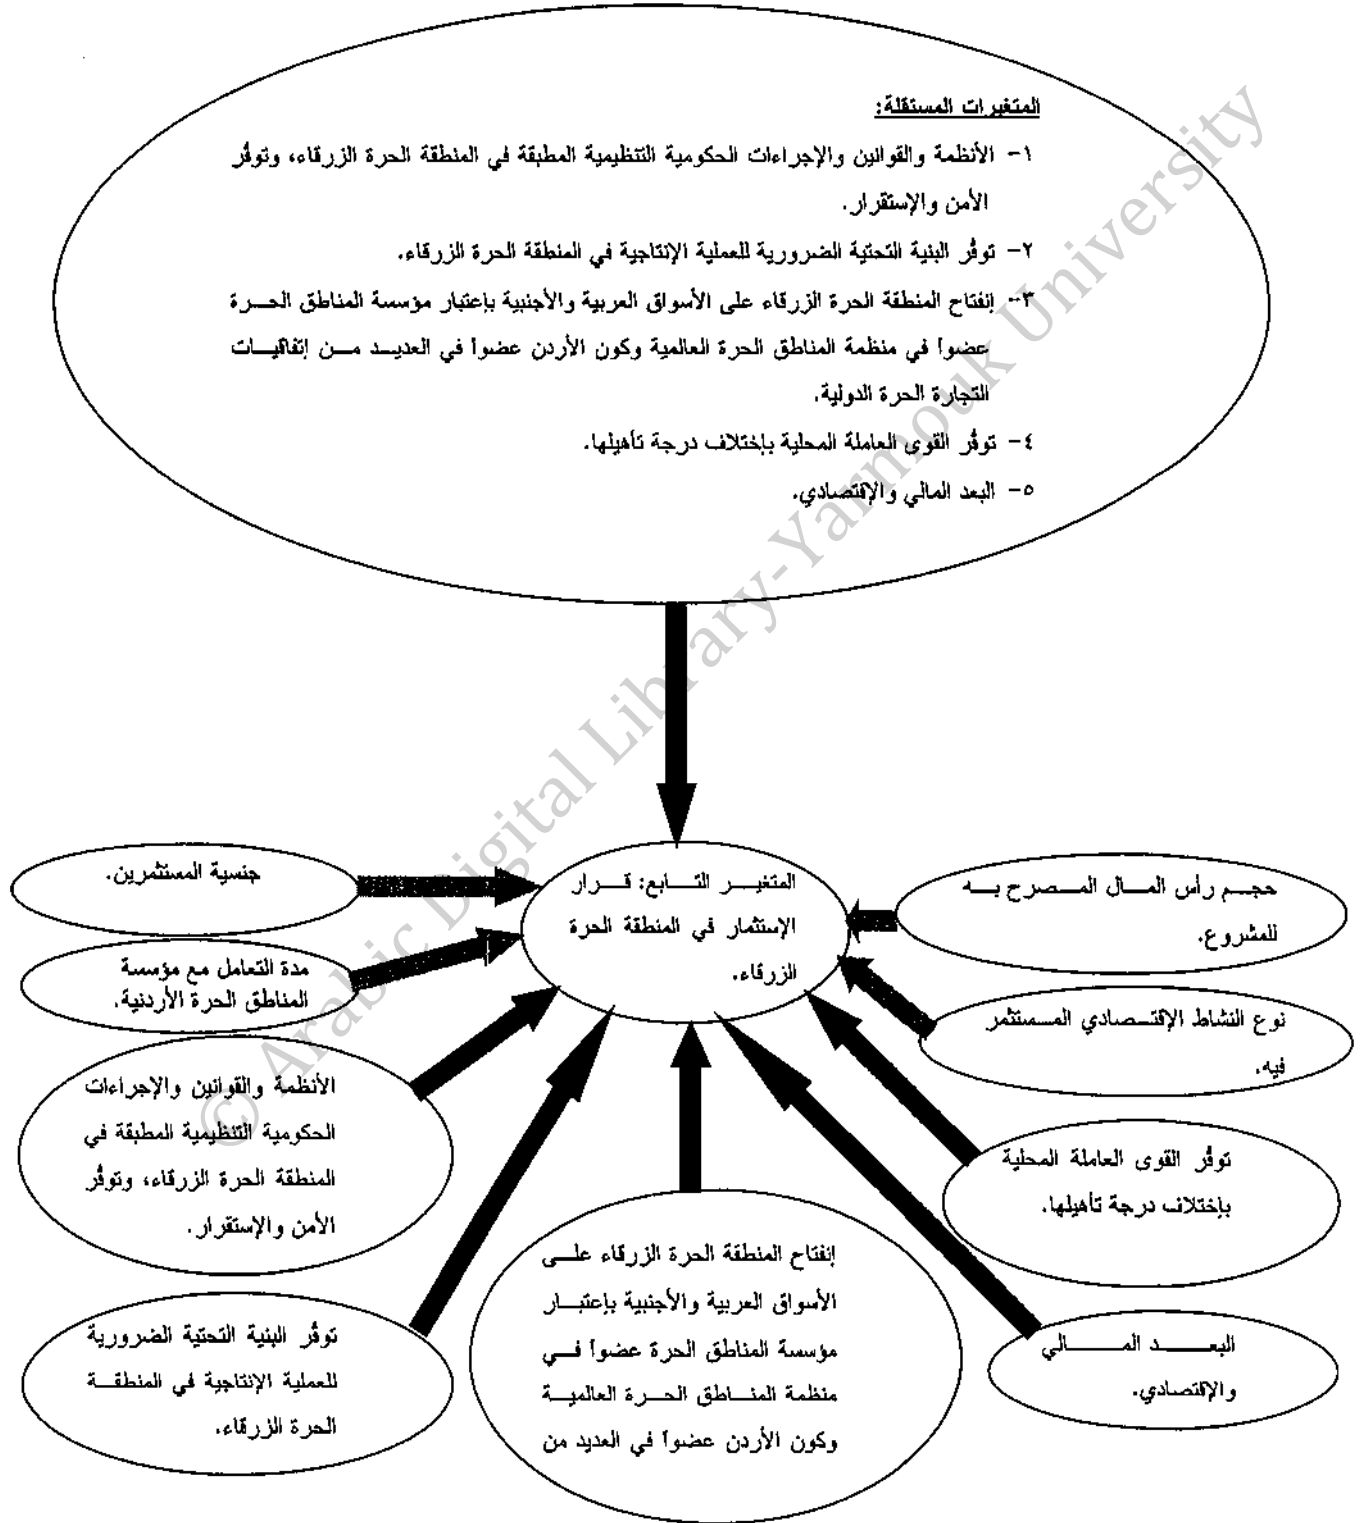 المتغيرات المستقلة:
١- الأنظمة والقوانين والإجراءات الحكومية التنظيمية المطبقة في المنطقة الحرة الزرقاء، وتوفُّر
الأمن والإستقرار.
٢- توفُّر البنية التحتية الضرورية للعملية الإنتاجية في المنطقة الحرة الزرقاء.
٣- إنفتاح المنطقة الحرة الزرقاء على الأسواق العربية والأجنبية بإعتبار مؤسسة المناطق الحرة
عضواً في منظمة المناطق الحرة العالمية وكون الأردن عضواً في العديد من إتفاقيات
التجارة الحرة الدولية.
٤- توفُّر القوى العاملة المحلية بإختلاف درجة تأهيلها.
٥- البعد المالي والإقتصادي.
المتغير التابع: قرار
الإستثمار في المنطقة الحرة
الزرقاء.
حجم رأس المال المصرح به
للمشروع.
نوع النشاط الإقتصادي المستثمر
فيه.
توفُّر القوى العاملة المحلية
بإختلاف درجة تأهيلها.
البعد المالي
والإقتصادي.
إنفتاح المنطقة الحرة الزرقاء على
الأسواق العربية والأجنبية بإعتبار
مؤسسة المناطق الحرة عضواً في
منظمة المناطق الحرة العالمية
وكون الأردن عضواً في العديد من
جنسية المستثمرين.
مدة التعامل مع مؤسسة
المناطق الحرة الأردنية.
الأنظمة والقوانين والإجراءات
الحكومية التنظيمية المطبقة في
المنطقة الحرة الزرقاء، وتوفُّر
الأمن والإستقرار.
توفُّر البنية التحتية الضرورية
للعملية الإنتاجية في المنطقة
الحرة الزرقاء.
© Arabic Digital Library-Yarmouk University